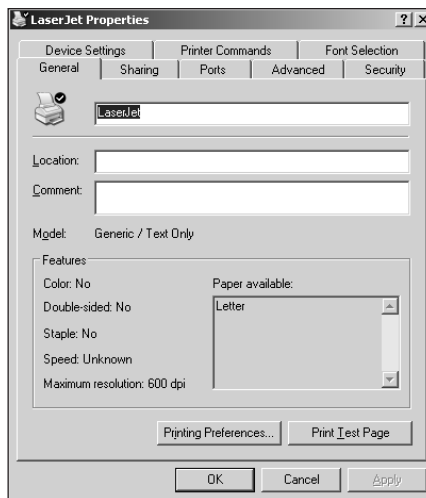 LaserJet Properties
Device Settings Printer Commands Font Selection
General Sharing Ports Advanced Security
LaserJet
Location:
Comment:
Model: Generic / Text Only
Features
Color: No Paper available:
Double-sided: No Letter
Staple: No
Speed: Unknown
Maximum resolution: 600 dpi
Printing Preferences... Print Test Page
OK Cancel Apply